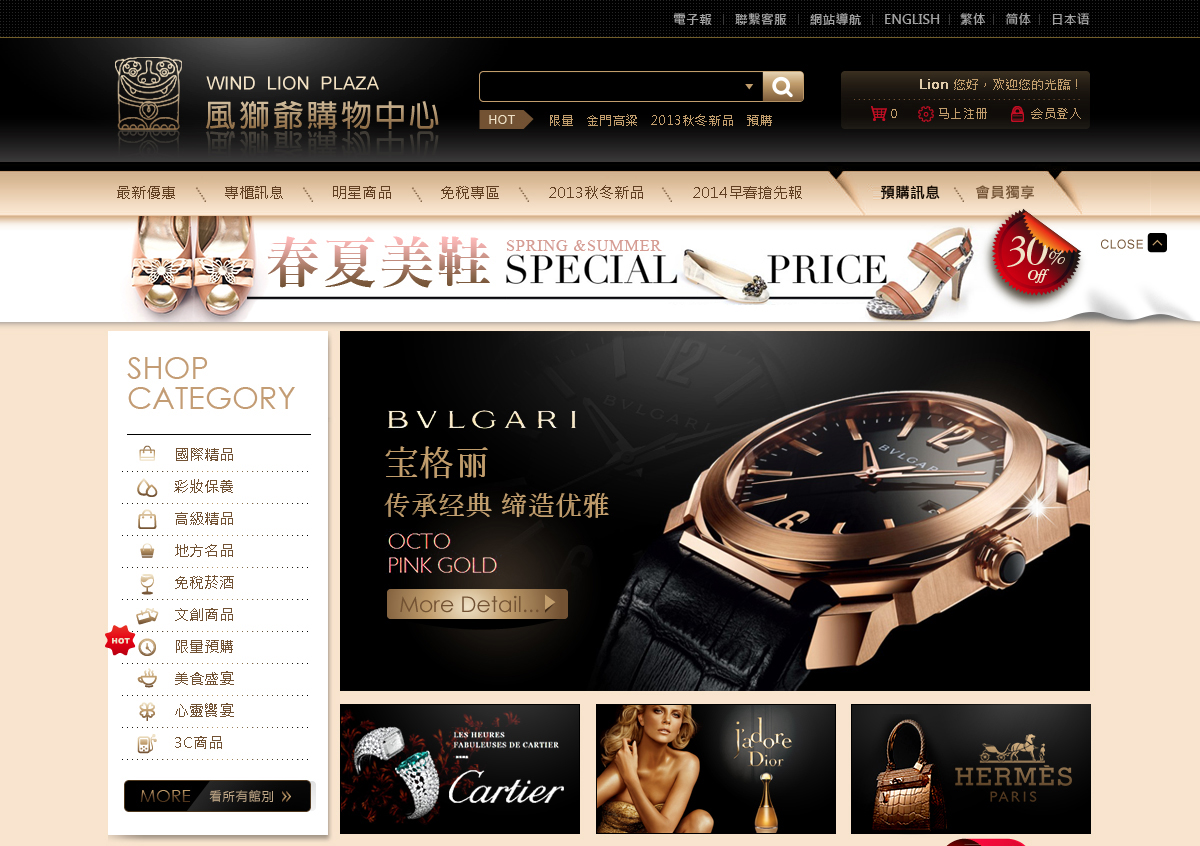 電子報 聯繫客服 網站導航 ENGLISH 繁体 简体 日本语
WIND LION PLAZA
風獅爺購物中心
HOT 限量 金門高粱 2013秋冬新品 預購
Lion 您好，欢迎您的光臨！
0 马上注册 会员登入
最新優惠 專櫃訊息 明星商品 免稅專區 2013秋冬新品 2014早春搶先報 預購訊息 會員獨享
春夏美鞋
SPRING &SUMMER
SPECIAL PRICE
30% Off
CLOSE
SHOP
CATEGORY
國際精品
彩妝保養
高級精品
地方名品
免稅菸酒
文創商品
HOT
限量預購
美食盛宴
心靈饗宴
3C商品
MORE 看所有館別 »
BVLGARI
宝格丽
传承经典 缔造优雅
OCTO
PINK GOLD
More Detail...
BVLGARI
BVLGARI
12
LES HEURES
FABULEUSES DE CARTIER
Cartier
j'adore
Dior
HERMÈS
PARIS